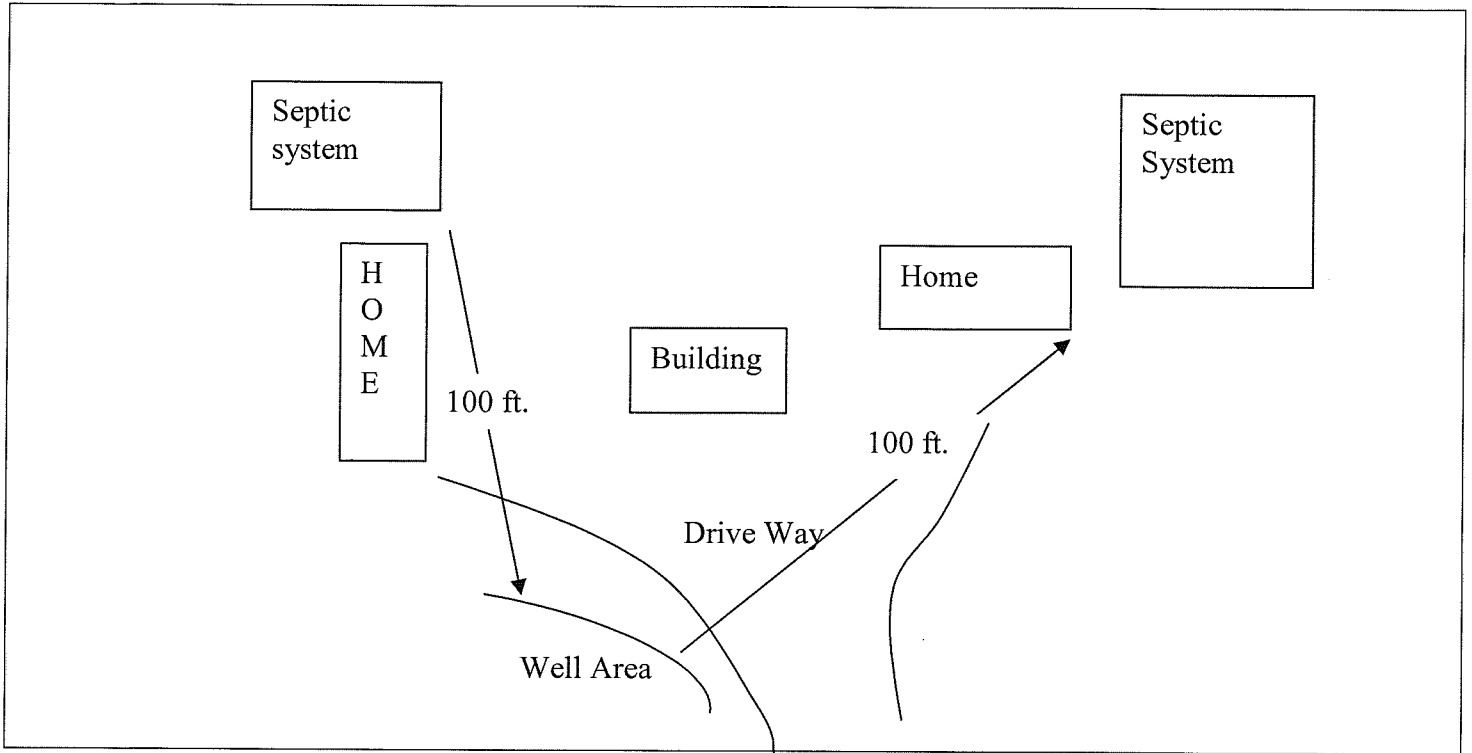 Septic
system
Septic
System
H
O
M
E
Home
Building
100 ft.
100 ft.
Drive Way
Well Area